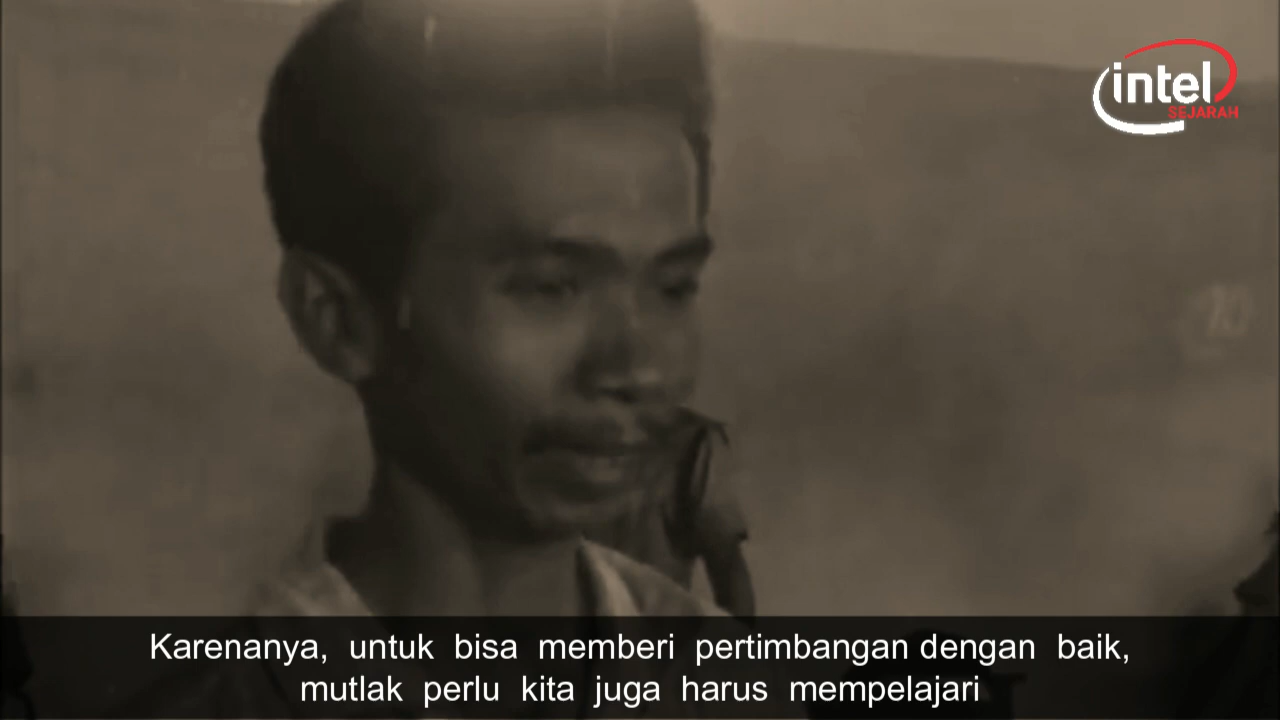 intel
SEJARAH
Karenanya, untuk bisa memberi pertimbangan dengan baik,
mutlak perlu kita juga harus mempelajari